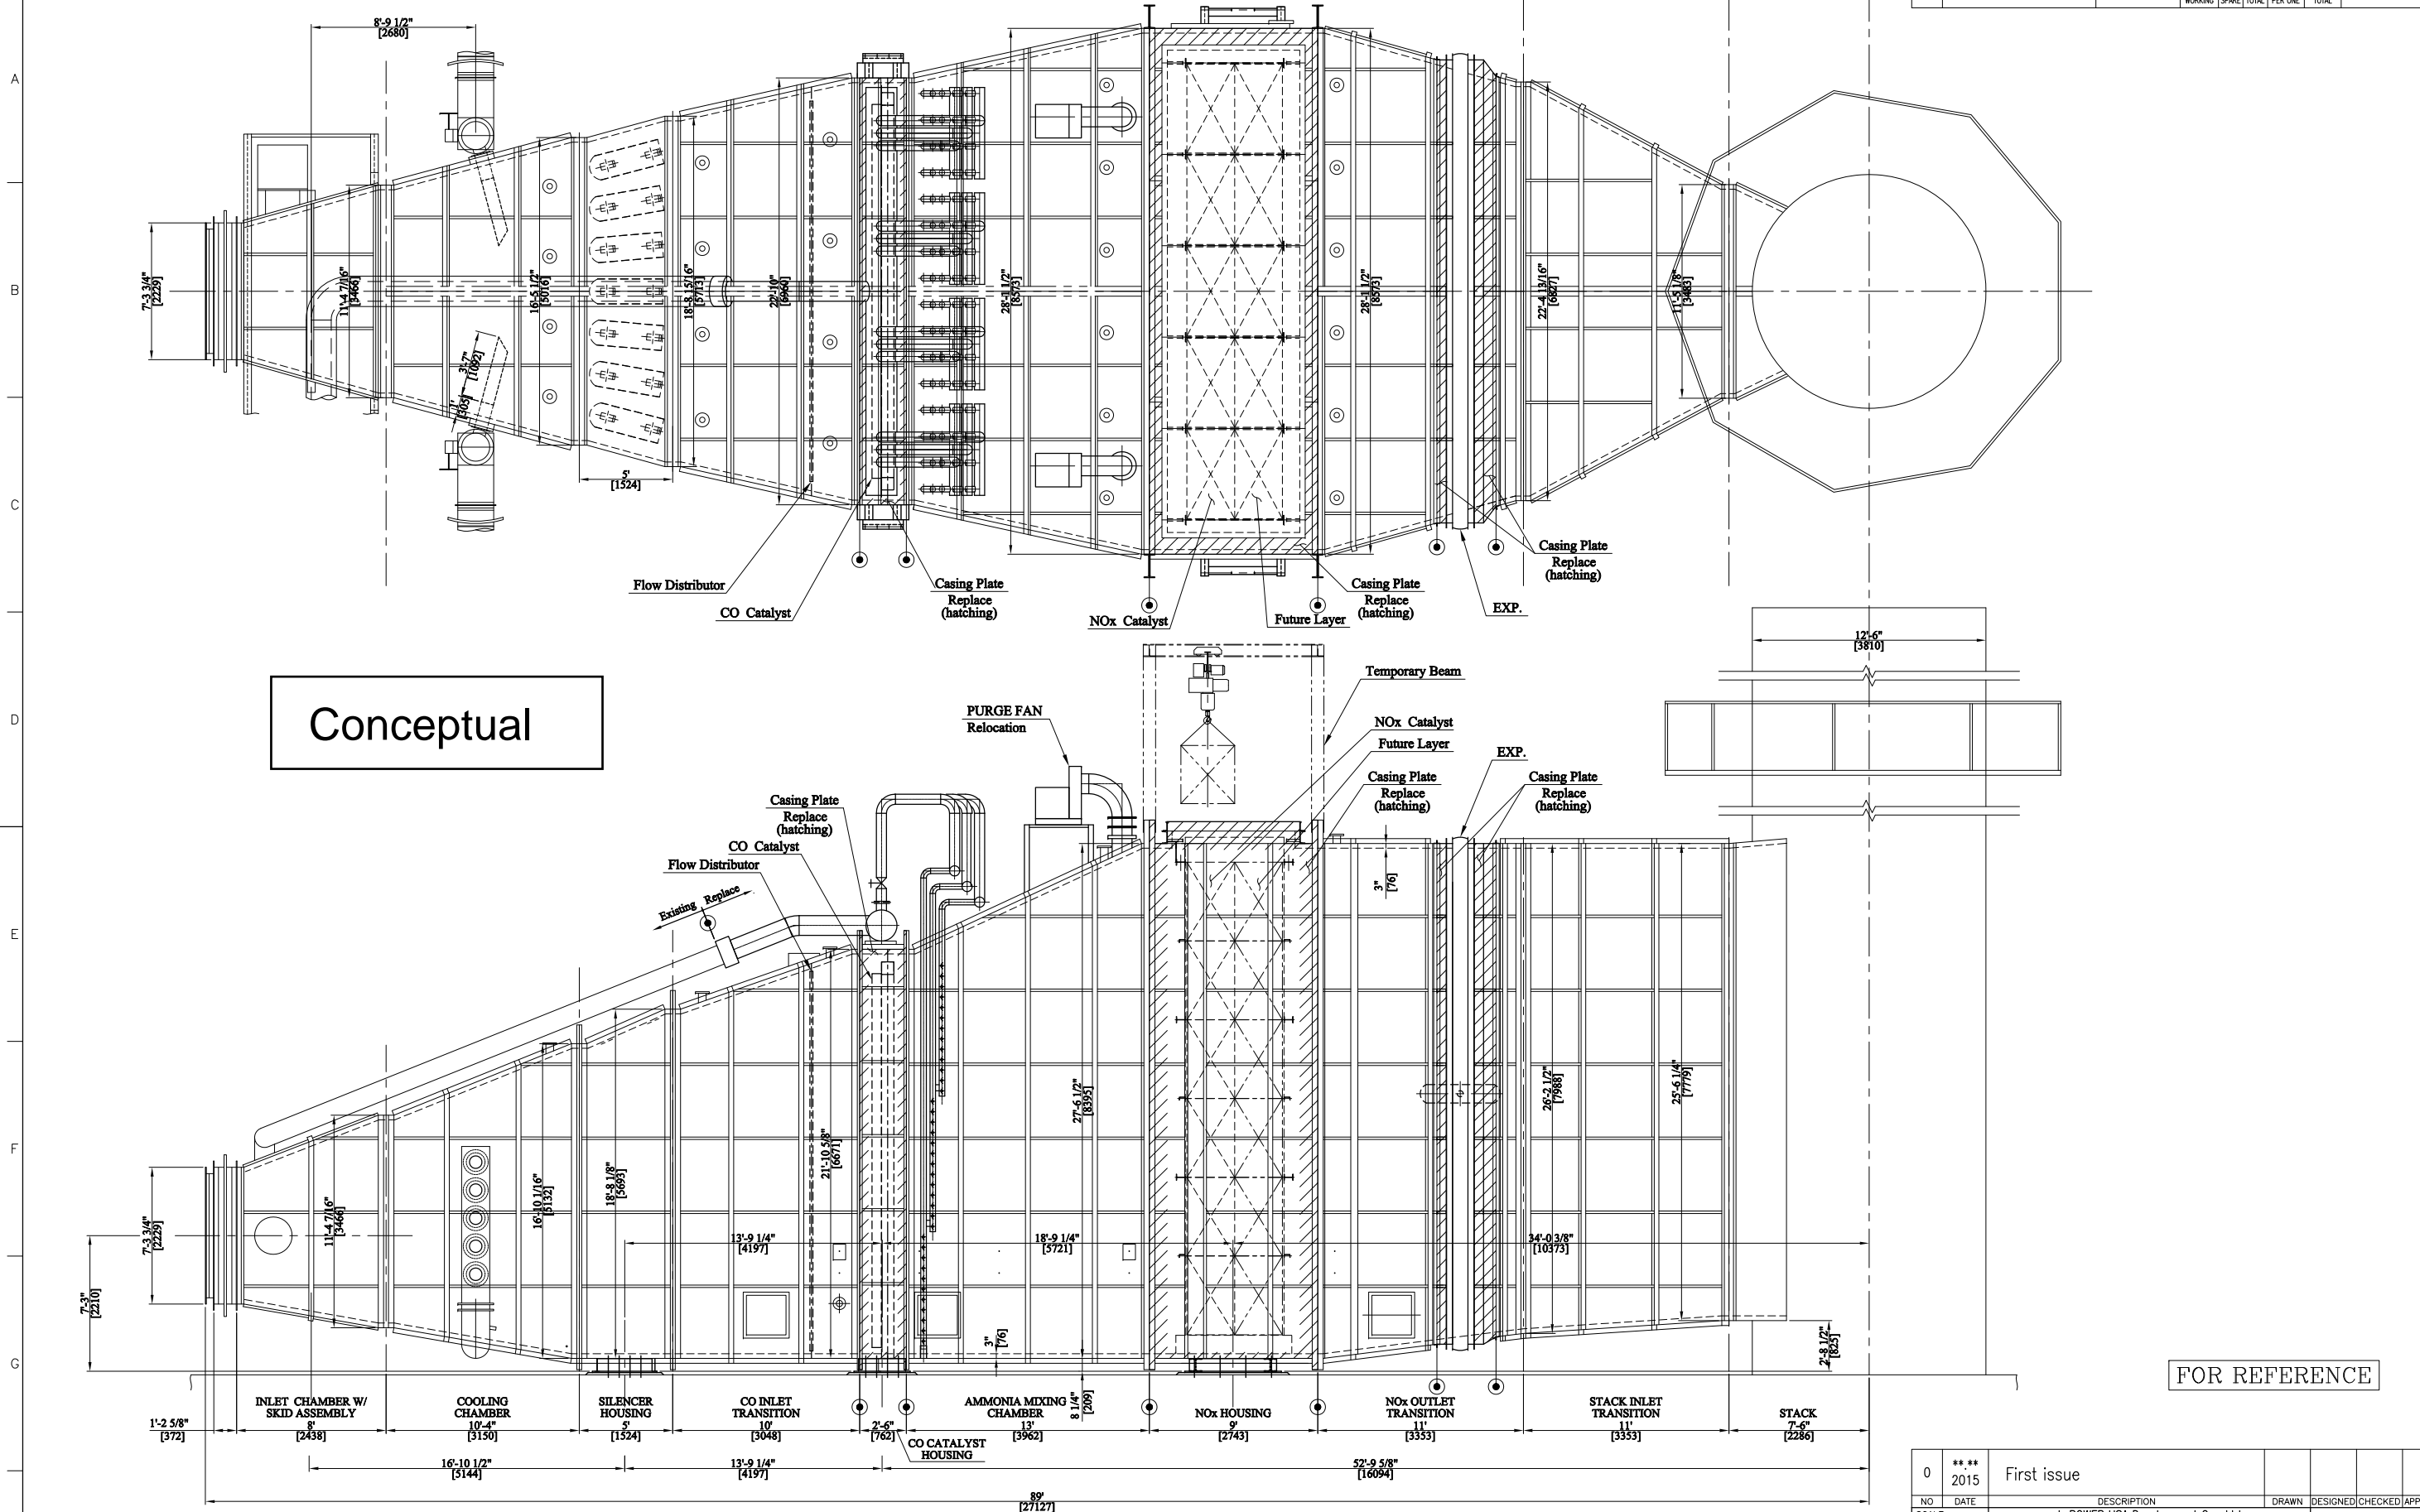 WORKING SPARE TOTAL PER ONE TOTAL
A
B
C
D
E
F
G
8'-9 1/2"
[2680]
7'-3 3/4"
[2229]
11'-4 7/16"
[3466]
3'-7"
[1092]
1'
[305]
16'-5 1/2"
[5016]
5'
[1524]
18'-8 15/16"
[5713]
22'-10"
[6960]
28'-1 1/2"
[8573]
28'-1 1/2"
[8573]
22'-4 13/16"
[6827]
11'-5 1/8"
[3483]
Flow Distributor
CO Catalyst
Casing Plate
Replace
(hatching)
NOx Catalyst
Future Layer
Casing Plate
Replace
(hatching)
EXP.
Casing Plate
Replace
(hatching)
Conceptual
12'-6"
[3810]
Temporary Beam
PURGE FAN
Relocation
NOx Catalyst
Future Layer
EXP.
Casing Plate
Replace
(hatching)
Casing Plate
Replace
(hatching)
Casing Plate
Replace
(hatching)
CO Catalyst
Flow Distributor
Existing Replace
3"
[76]
7'-3 3/4"
[2229]
7'-3"
[2210]
11'-4 7/16"
[3466]
16'-10 1/16"
[5132]
18'-8 1/8"
[5693]
21'-10 5/8"
[6671]
27'-6 1/2"
[8395]
26'-2 1/2"
[7988]
25'-6 1/4"
[7779]
13'-9 1/4"
[4197]
18'-9 1/4"
[5721]
34'-0 3/8"
[10373]
3"
[76]
8 1/4"
[209]
2'-8 1/2"
[825]
FOR REFERENCE
1'-2 5/8"
[372]
INLET CHAMBER W/
SKID ASSEMBLY
8'
[2438]
COOLING
CHAMBER
10'-4"
[3150]
SILENCER
HOUSING
5'
[1524]
CO INLET
TRANSITION
10'
[3048]
2'-6"
[762]
CO CATALYST
HOUSING
AMMONIA MIXING
CHAMBER
13'
[3962]
NOx HOUSING
9'
[2743]
NOx OUTLET
TRANSITION
11'
[3353]
STACK INLET
TRANSITION
11'
[3353]
STACK
7'-6"
[2286]
16'-10 1/2"
[5144]
13'-9 1/4"
[4197]
52'-9 5/8"
[16094]
89'
[27127]
0 **.** 2015 First issue
NO DATE DESCRIPTION DRAWN DESIGNED CHECKED APP